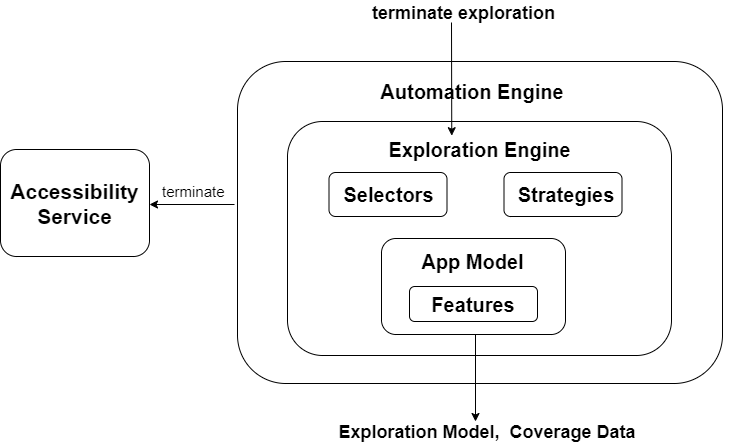 terminate exploration
Automation Engine
Exploration Engine
Accessibility
Service
terminate
Selectors
Strategies
App Model
Features
Exploration Model,  Coverage Data